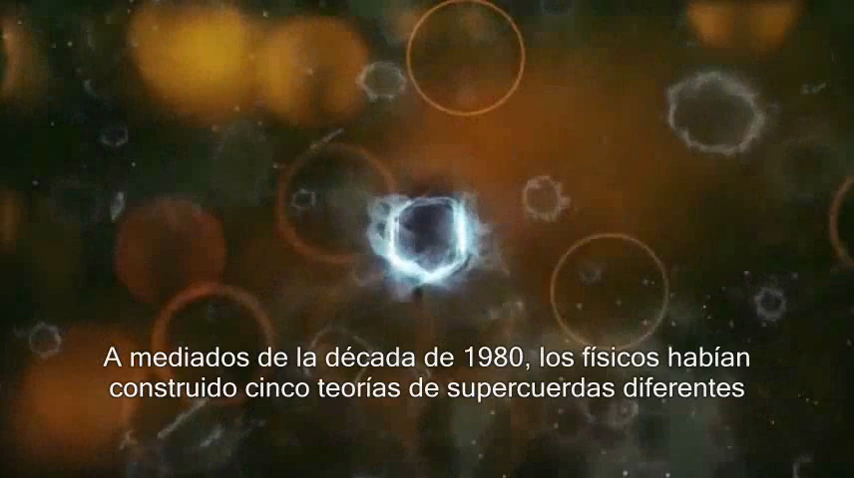 A mediados de la década de 1980, los físicos habían
construido cinco teorías de supercuerdas diferentes